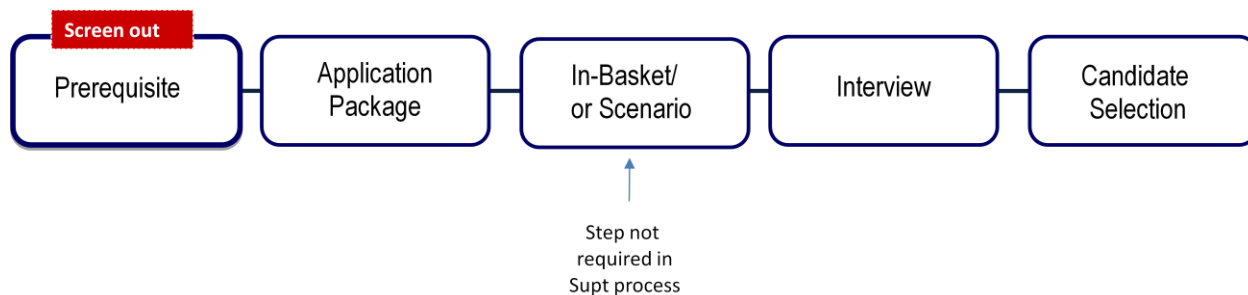 Screen out
Prerequisite
Application
Package
In-Basket/
or Scenario
Interview
Candidate
Selection
Step not
required in
Supt process